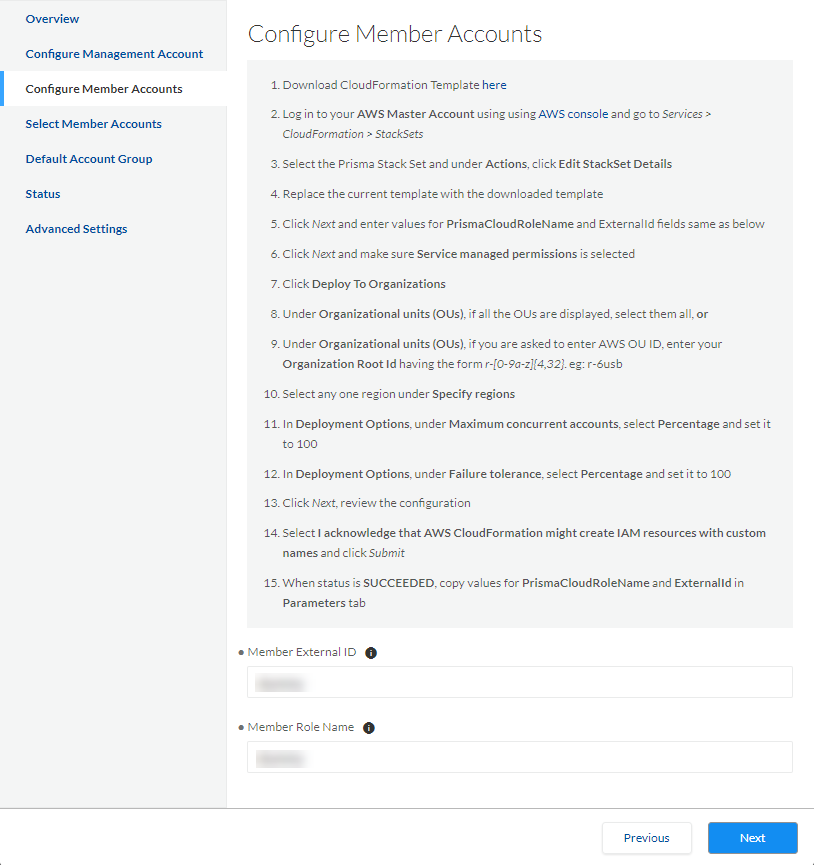 Overview
Configure Management Account
Configure Member Accounts
Select Member Accounts
Default Account Group
Status
Advanced Settings
Configure Member Accounts
1. Download CloudFormation Template here
2. Log in to your AWS Master Account using using AWS console and go to Services >
CloudFormation > StackSets
3. Select the Prisma Stack Set and under Actions, click Edit StackSet Details
4. Replace the current template with the downloaded template
5. Click Next and enter values for PrismaCloudRoleName and ExternalId fields same as below
6. Click Next and make sure Service managed permissions is selected
7. Click Deploy To Organizations
8. Under Organizational units (OUs), if all the OUs are displayed, select them all, or
9. Under Organizational units (OUs), if you are asked to enter AWS OU ID, enter your
Organization Root Id having the form r-[0-9a-z]{4,32}. eg: r-6usb
10. Select any one region under Specify regions
11. In Deployment Options, under Maximum concurrent accounts, select Percentage and set it
to 100
12. In Deployment Options, under Failure tolerance, select Percentage and set it to 100
13. Click Next, review the configuration
14. Select I acknowledge that AWS CloudFormation might create IAM resources with custom
names and click Submit
15. When status is SUCCEEDED, copy values for PrismaCloudRoleName and ExternalId in
Parameters tab
• Member External ID
• Member Role Name
Previous
Next